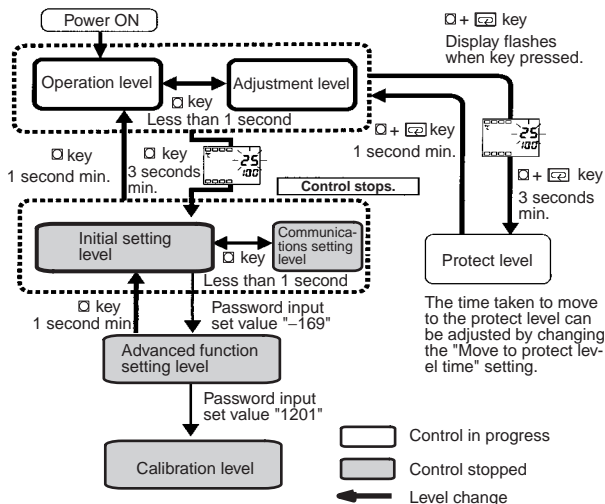 Power ON
Operation level
Adjustment level
key
Less than 1 second
+ key
Display flashes
when key pressed.
25
100
+ key
1 second min.
+ key
3 seconds
min.
Protect level
The time taken to move
to the protect level can
be adjusted by changing
the "Move to protect lev-
el time" setting.
key
1 second min.
key
3 seconds
min.
25
100
Control stops.
Initial setting
level
Communica-
tions setting
level
key
Less than 1 second
key
1 second min.
Password input
set value "–169"
Advanced function
setting level
Password input
set value "1201"
Calibration level
Control in progress
Control stopped
Level change